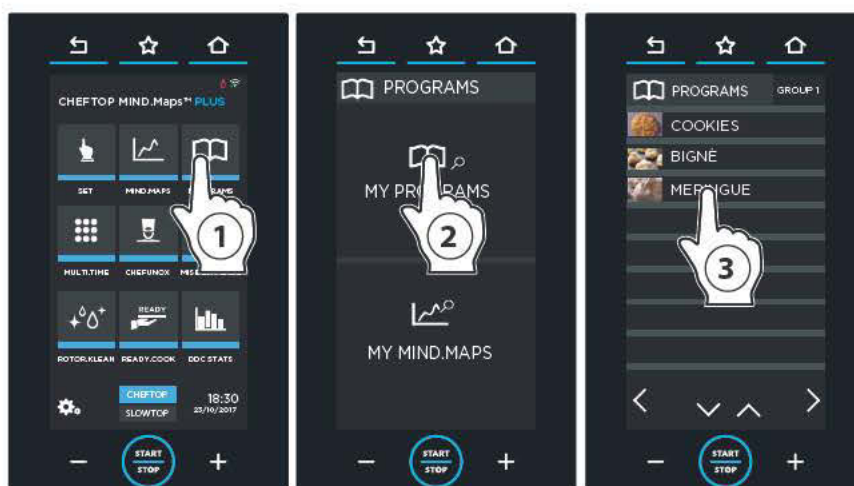 CHEFTOP MIND.Maps™ PLUS
SET
MIND.MAPS
MULTI.TIME
CHEFUNOX
ROTOR.KLEAN
READY
READY.COOK
DDC STATS
CHEFTOP
SLOWTOP
18:30
23/10/2017
START
STOP
1
PROGRAMS
MY PROGRAMS
MY MIND.MAPS
START
STOP
2
PROGRAMS
GROUP 1
COOKIES
BIGNÈ
MERINGUE
START
STOP
3